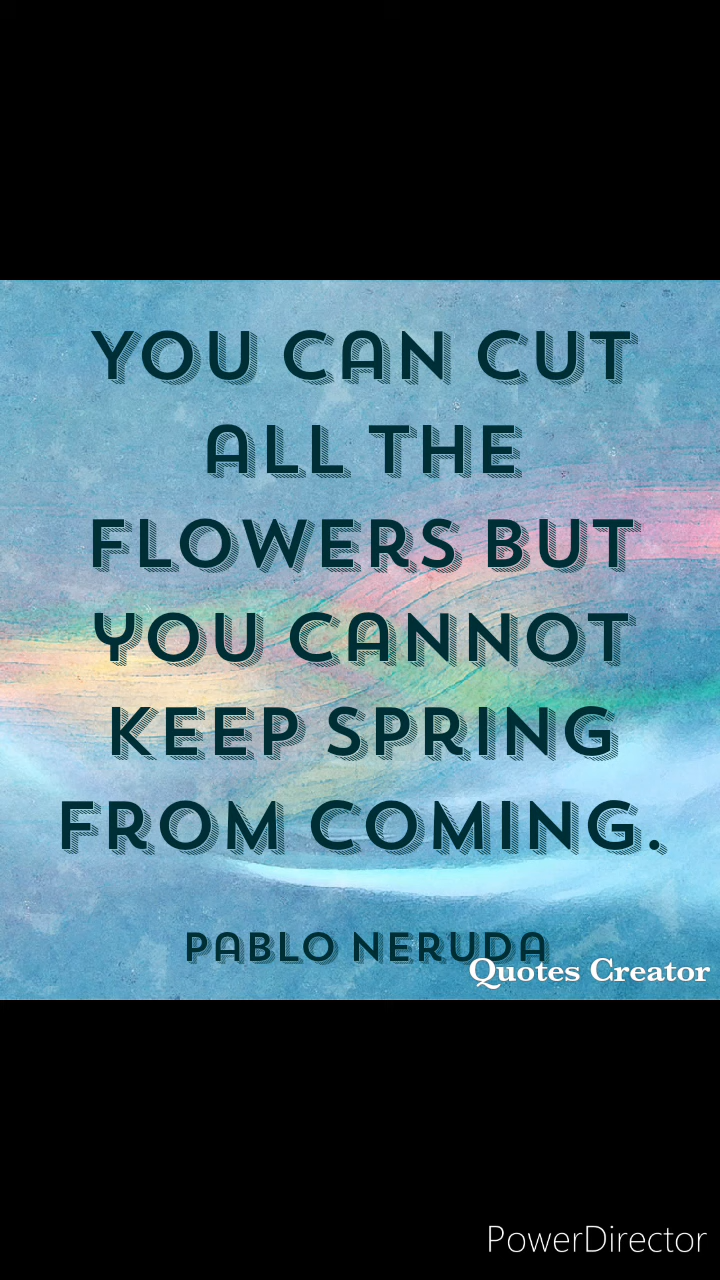 YOU CAN CUT
ALL THE
FLOWERS BUT
YOU CANNOT
KEEP SPRING
FROM COMING.
PABLO NERUDA
Quotes Creator
PowerDirector